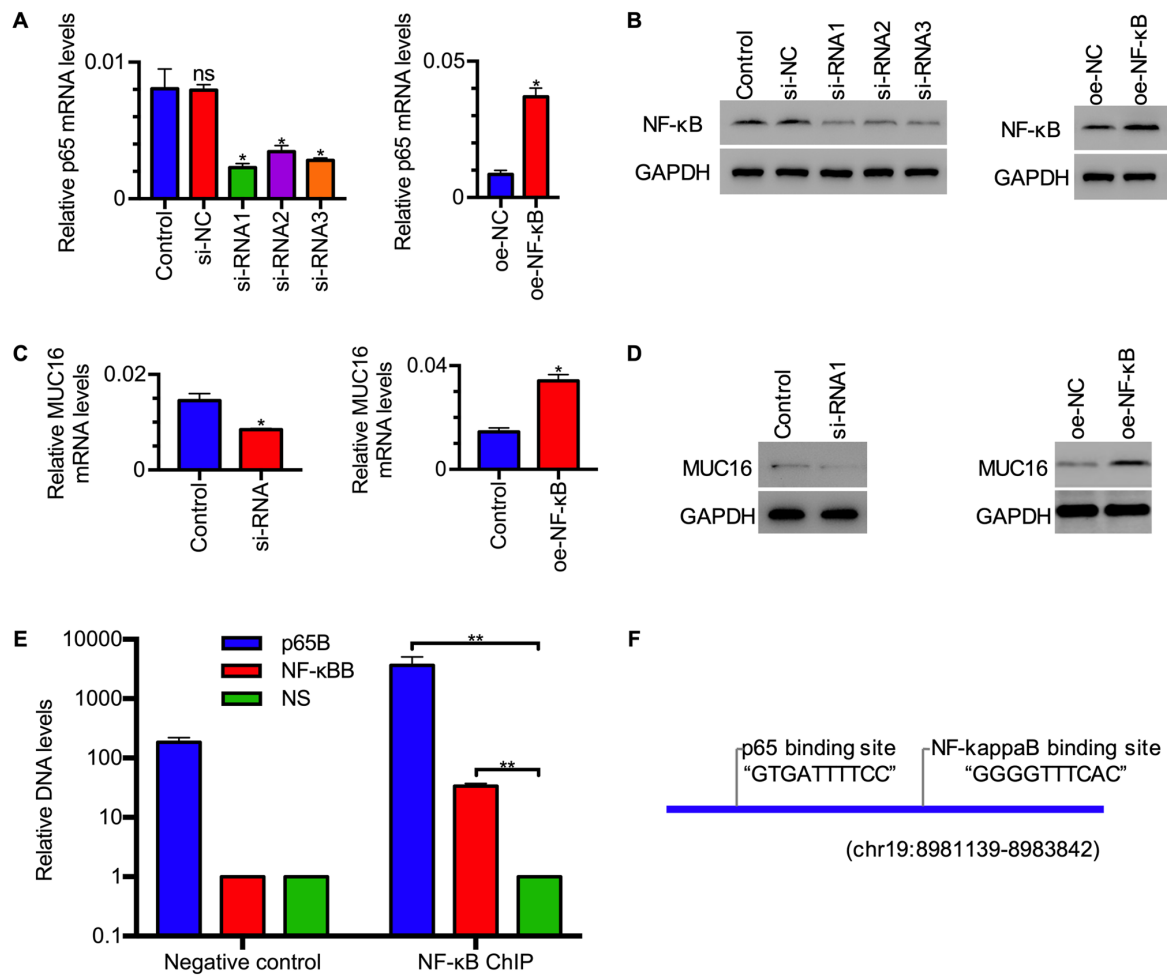 A
Relative p65 mRNA levels
0.01
0
ns
*
*
*
Control
si-NC
si-RNA1
si-RNA2
si-RNA3
Relative p65 mRNA levels
0.05
0
*
oe-NC
oe-NF-κB
B
Control
si-NC
si-RNA1
si-RNA2
si-RNA3
NF-κB
GAPDH
oe-NC
oe-NF-κB
NF-κB
GAPDH
C
Relative MUC16
mRNA levels
0.02
0
*
Control
si-RNA
Relative MUC16
mRNA levels
0.04
0
*
Control
oe-NF-κB
D
Control
si-RNA1
MUC16
GAPDH
oe-NC
oe-NF-κB
MUC16
GAPDH
E
Relative DNA levels
10000
1000
100
10
1
0.1
p65B
NF-κBB
NS
**
**
Negative control
NF-κB ChIP
F
p65 binding site
“GTGATTTTCC”
NF-kappaB binding site
“GGGGTTTCAC”
(chr19:8981139-8983842)